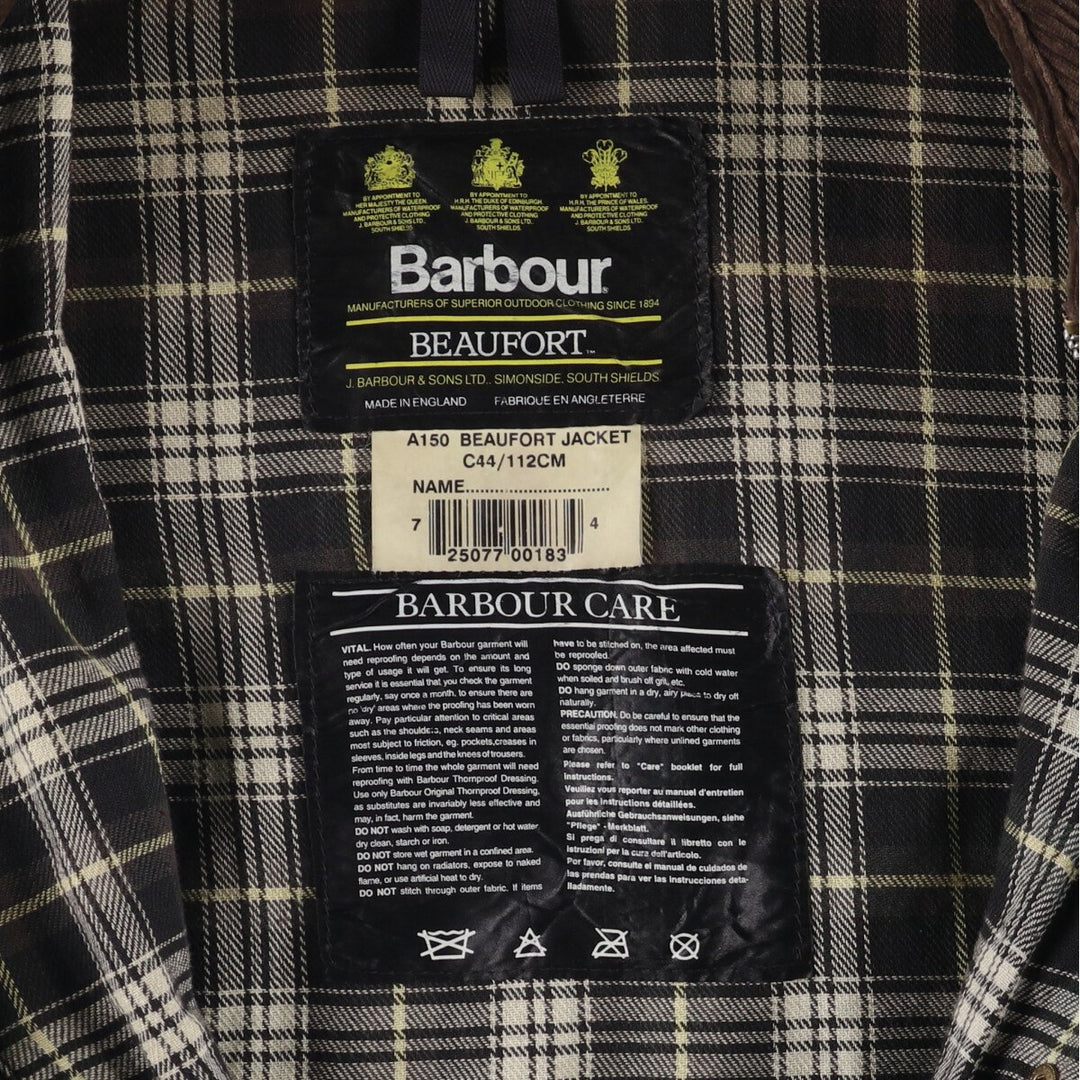 BY APPOINTMENT TO
HER MAJESTY THE QUEEN
MANUFACTURERS OF WATERPROOF
AND PROTECTIVE CLOTHING
J. BARBOUR & SONS LTD.
SOUTH SHIELDS
BY APPOINTMENT TO
H.R.H. THE DUKE OF EDINBURGH
MANUFACTURERS OF WATERPROOF
AND PROTECTIVE CLOTHING
J. BARBOUR & SONS LTD.
SOUTH SHIELDS.
BY APPOINTMENT TO
H.R.H. THE PRINCE OF WALES
MANUFACTURERS OF WATERPROOF
AND PROTECTIVE CLOTHING
J. BARBOUR & SONS LTD.
SOUTH SHIELDS.
Barbour
MANUFACTURERS OF SUPERIOR OUTDOOR CLOTHING SINCE 1894
BEAUFORT™
J. BARBOUR & SONS LTD., SIMONSIDE, SOUTH SHIELDS.
MADE IN ENGLAND FABRIQUE EN ANGLETERRE
A150 BEAUFORT JACKET
C44/112CM
NAME...............................
7 25077 00183 4
BARBOUR CARE
VITAL. How often your Barbour garment will
need reproofing depends on the amount and
type of usage it will get. To ensure its long
service it is essential that you check the garment
regularly, say once a month, to ensure there are
no 'dry' areas where the proofing has been worn
away. Pay particular attention to critical areas
such as the shoulders, neck seams and areas
most subject to friction, eg. pockets,creases in
sleeves, inside legs and the knees of trousers.
From time to time the whole garment will need
reproofing with Barbour Thornproof Dressing.
Use only Barbour Original Thornproof Dressing,
as substitutes are invariably less effective and
may, in fact, harm the garment.
DO NOT wash with soap, detergent or hot water,
dry clean, starch or iron.
DO NOT store wet garment in a confined area.
DO NOT hang on radiators, expose to naked
flame, or use artificial heat to dry.
DO NOT stitch through outer fabric. If items
have to be stitched on, the area affected must
be reproofed.
DO sponge down outer fabric with cold water
when soiled and brush off grit, etc.
DO hang garment in a dry, airy place to dry off
naturally.
PRECAUTION. Do be careful to ensure that the
essential proofing does not mark other clothing
or fabrics, particularly where unlined garments
are chosen.
Please refer to "Care" booklet for full
instructions.
Veuillez vous reporter au manuel d'entretien
pour les instructions détaillées.
Ausführliche Gebrauchsanweisungen, siehe
"Pflege" - Merkblatt.
Si prega di consultare il libretto con le
istruzioni per la cura dell'articolo.
Por favor, consulte el manual de cuidados de
las prendas para ver las instrucciones deta-
lladamente.